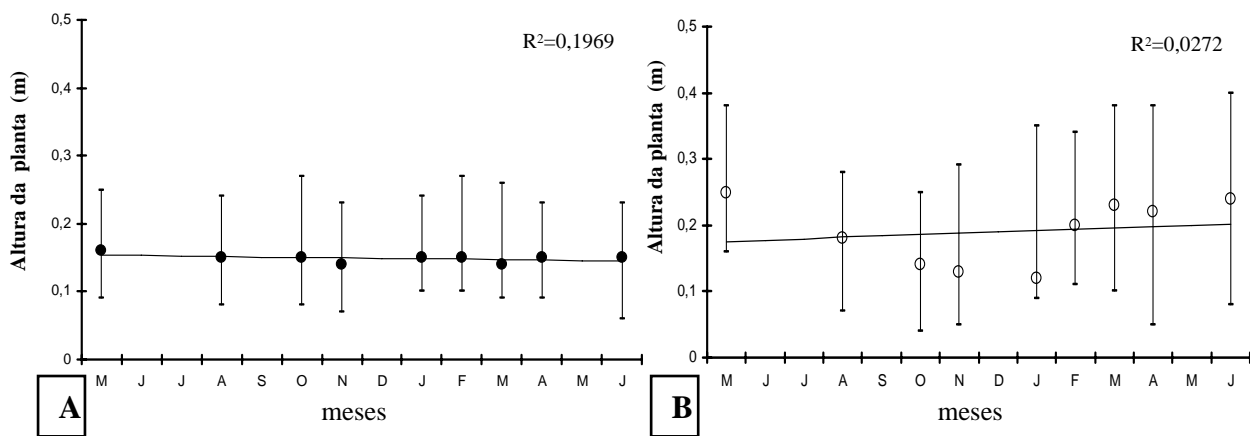 0,5
R²=0,1969
0,4
0,3
0,2
0,1
0
Altura da planta (m)
M J J A S O N D J F M A M J
A
meses
0,5
R²=0,0272
0,4
0,3
0,2
0,1
0
Altura da planta (m)
M J J A S O N D J F M A M J
B
meses